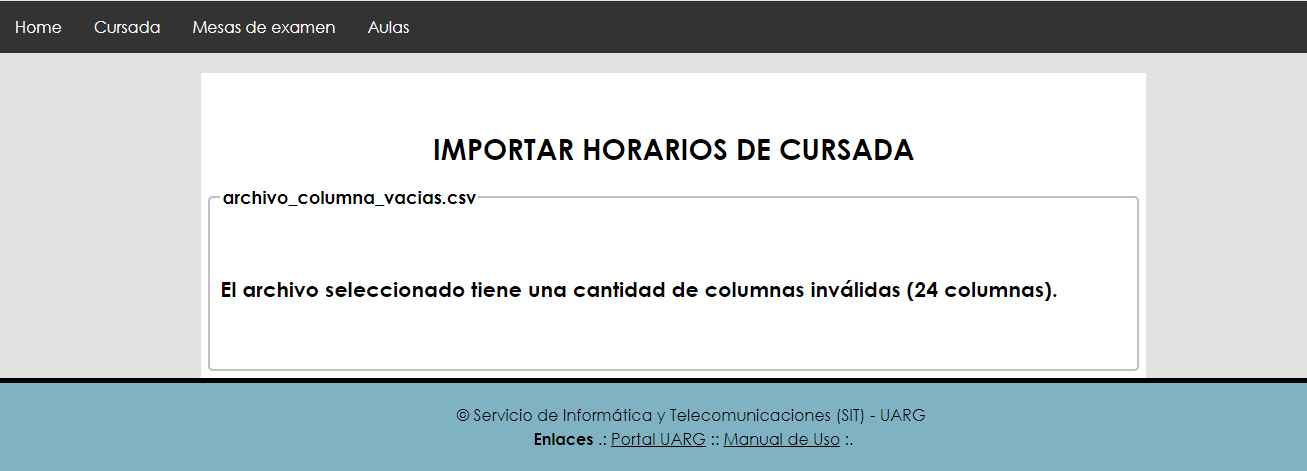 Home Cursada Mesas de examen Aulas
IMPORTAR HORARIOS DE CURSADA
archivo_columna_vacias.csv
El archivo seleccionado tiene una cantidad de columnas inválidas (24 columnas).
© Servicio de Informática y Telecomunicaciones (SIT) - UARG
Enlaces .: Portal UARG :: Manual de Uso :.